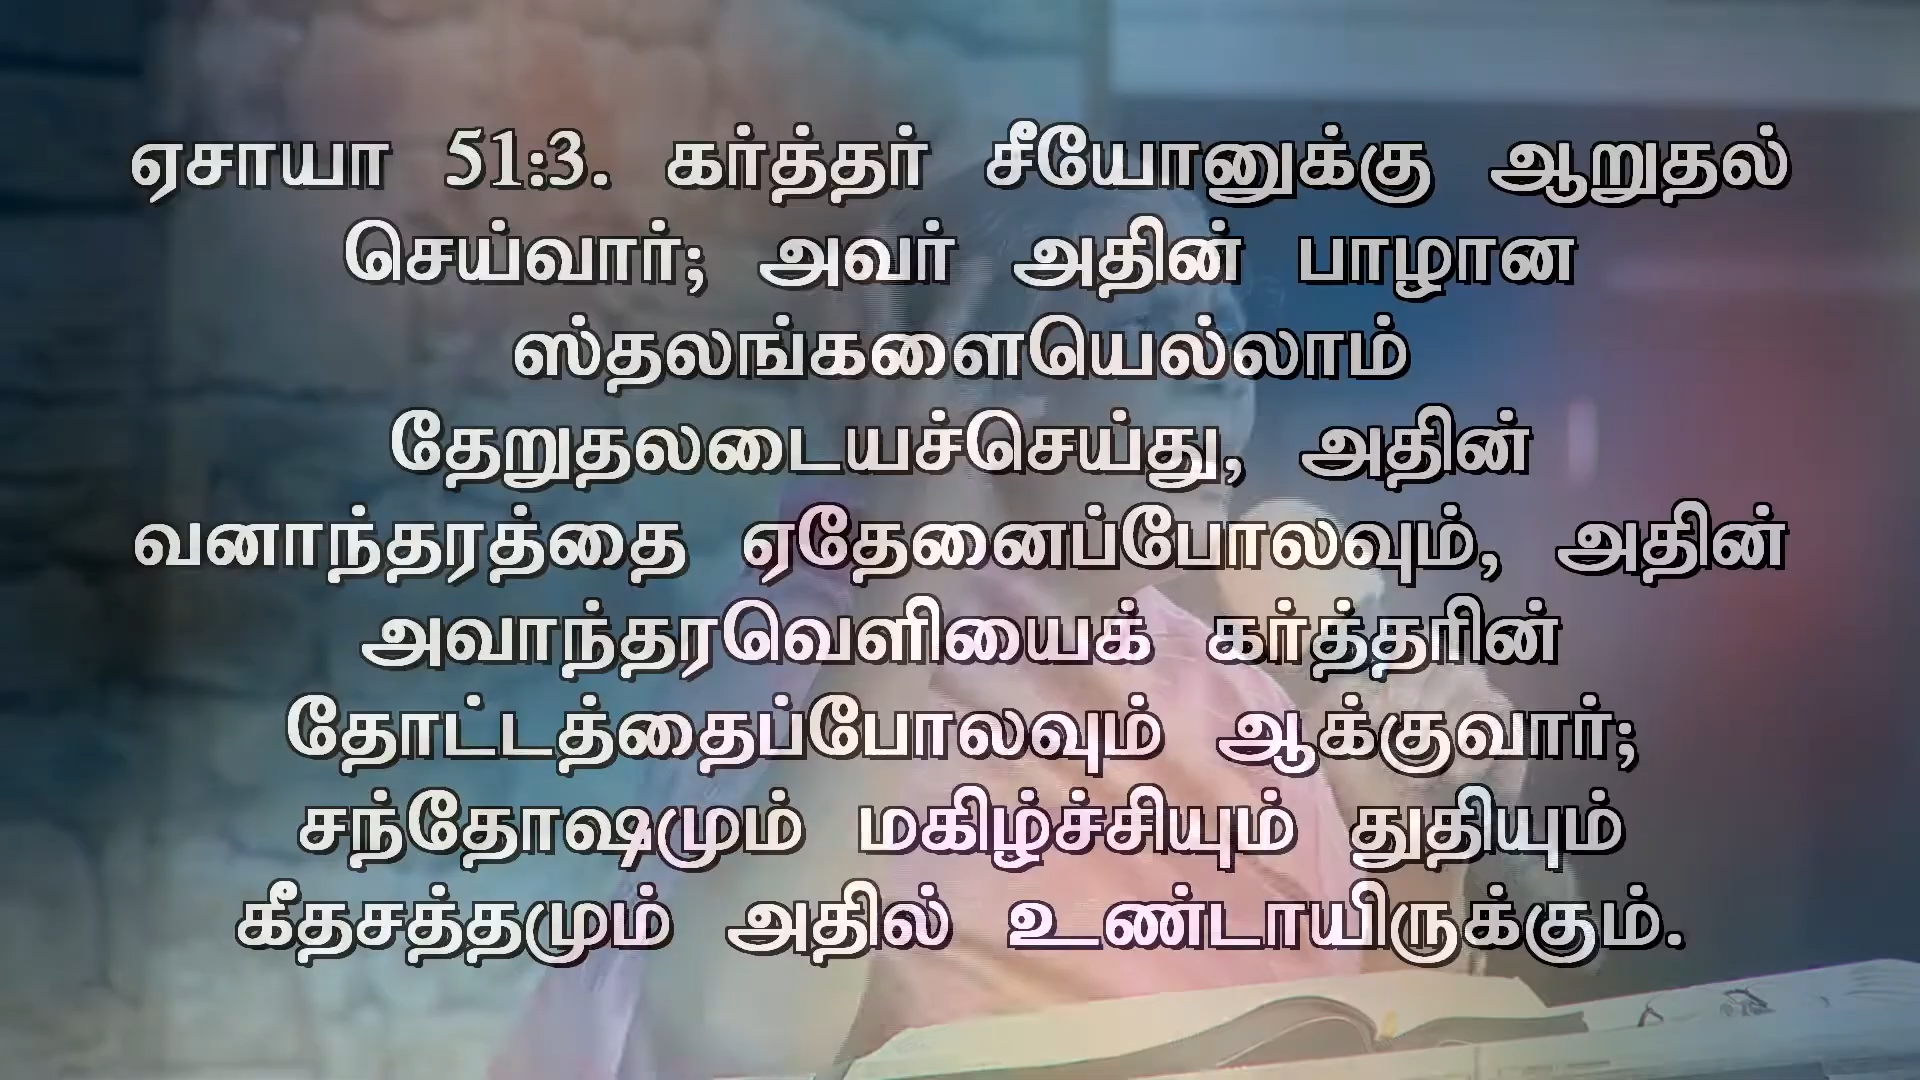 ஏசாயா 51:3. கர்த்தர் சீயோனுக்கு ஆறுதல்
செய்வார்; அவர் அதின் பாழான
ஸ்தலங்களையெல்லாம்
தேறுதலடையச்செய்து, அதின்
வனாந்தரத்தை ஏதேனைப்போலவும், அதின்
அவாந்தரவெளியைக் கர்த்தரின்
தோட்டத்தைப்போலவும் ஆக்குவார்;
சந்தோஷமும் மகிழ்ச்சியும் துதியும்
கீதசத்தமும் அதில் உண்டாயிருக்கும்.